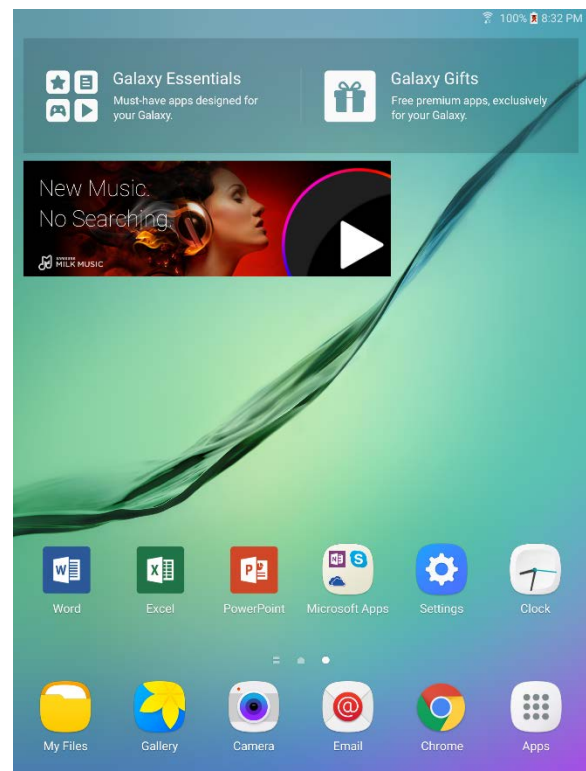 100% 8:32 PM
Galaxy Essentials
Must-have apps designed for
your Galaxy.
Galaxy Gifts
Free premium apps, exclusively
for your Galaxy.
New Music.
No Searching.
SAMSUNG
MILK MUSIC
Word
Excel
PowerPoint
Microsoft Apps
Settings
Clock
My Files
Gallery
Camera
Email
Chrome
Apps